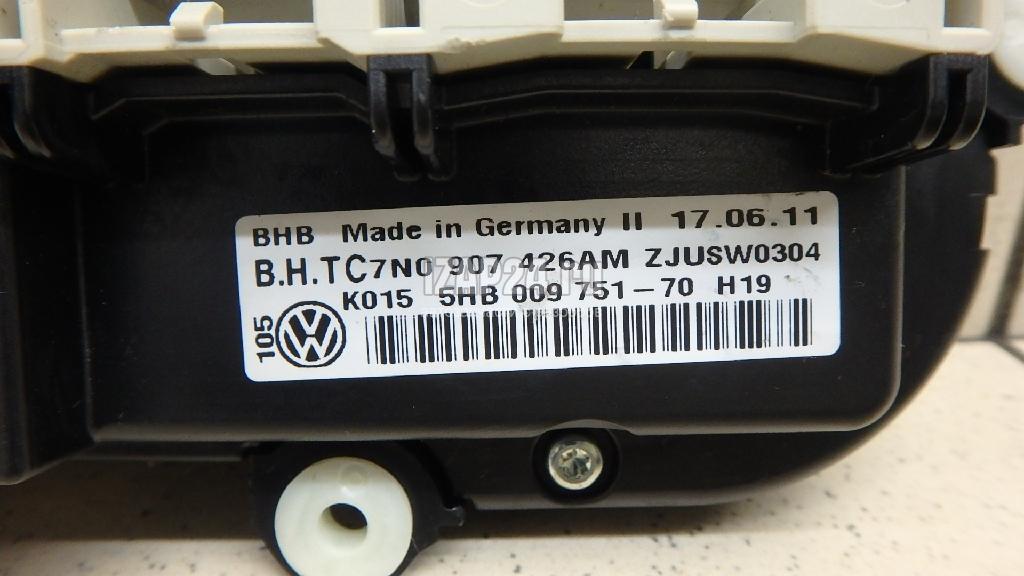 BHB Made in Germany II 17.06.11
B.H.TC7N0 907 426AM ZJUSW0304
K015 5HB 009 751-70 H19
105